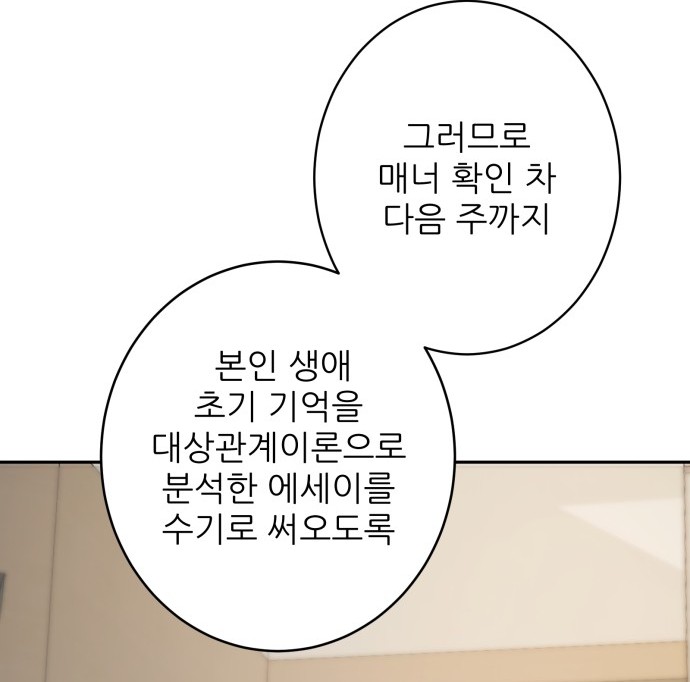 그러므로
매너 확인 차
다음 주까지
본인 생애
초기 기억을
대상관계이론으로
분석한 에세이를
수기로 써오도록